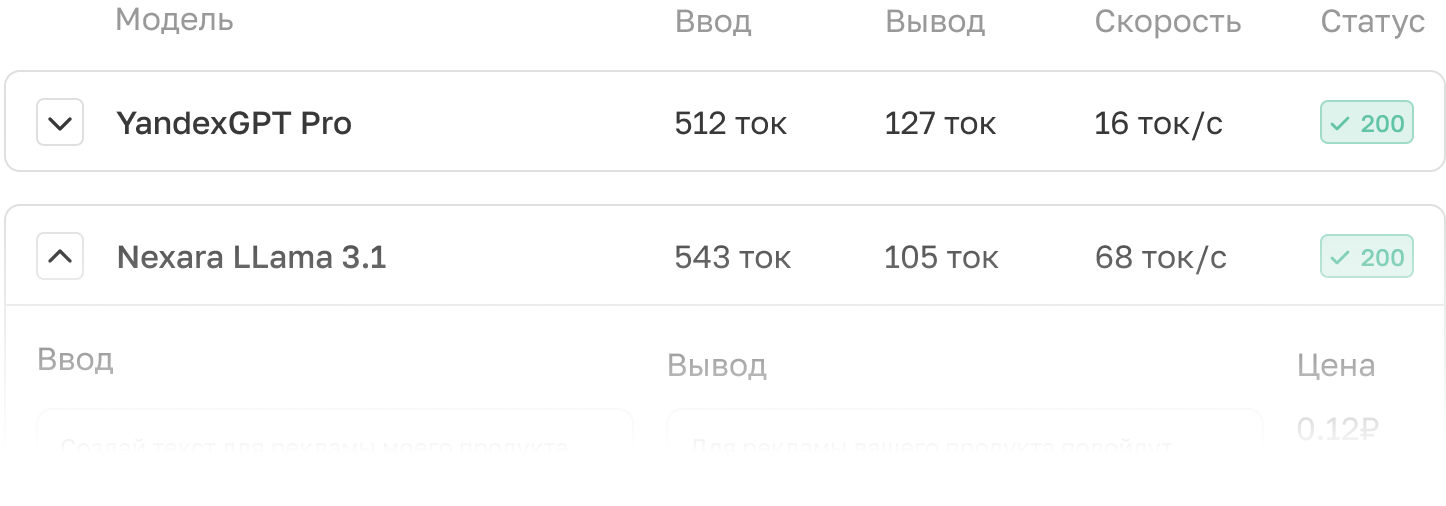 Модель Ввод Вывод Скорость Статус
YandexGPT Pro 512 ток 127 ток 16 ток/с 200
Nexara LLama 3.1 543 ток 105 ток 68 ток/с 200
Ввод Вывод Цена
0.12₽
Создай текст для рекламы моего продукта Для рекламы вашего продукта подойдут